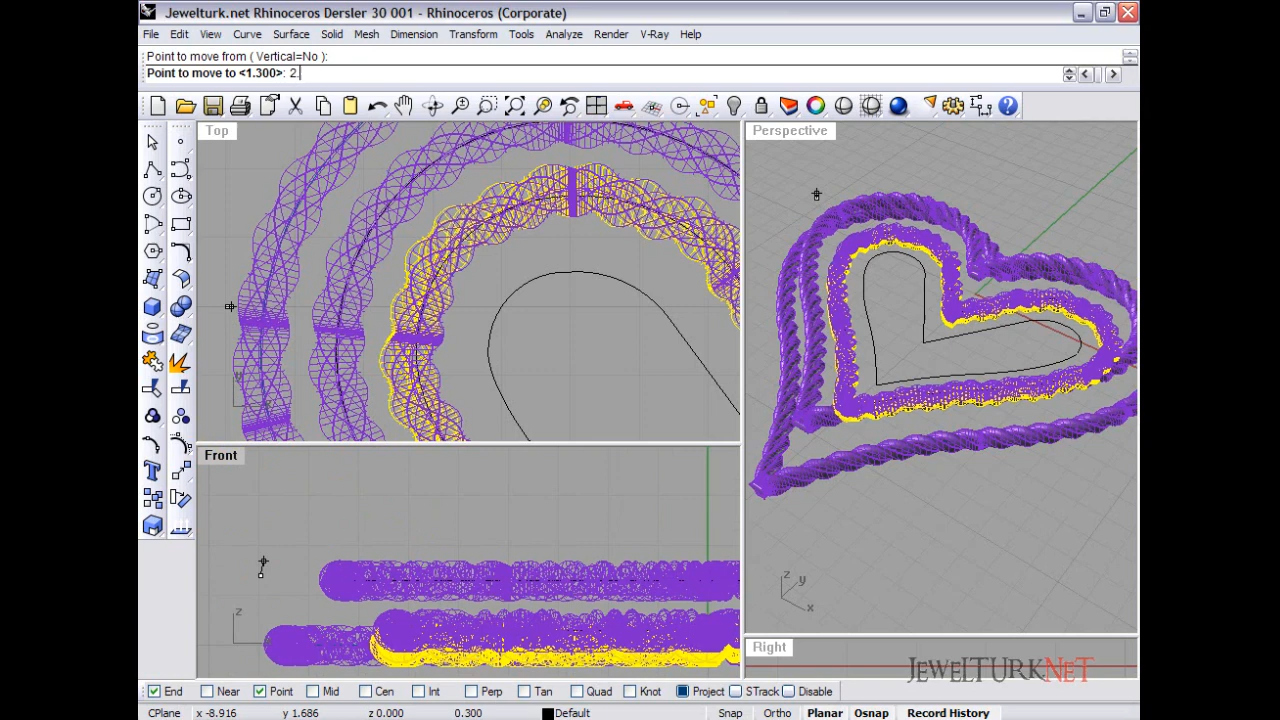 Jewelturk.net Rhinoceros Dersler 30 001 - Rhinoceros (Corporate)
File Edit View Curve Surface Solid Mesh Dimension Transform Tools Analyze Render V-Ray Help
Point to move from ( Vertical=No ):
Point to move to <1.300>: 2.
Top
Perspective
y
Front
z
z
y
x
Right
JEWELTURKNET
End Near Point Mid Cen Int Perp Tan Quad Knot Project STrack Disable
CPlane x -8.916 y 1.686 z 0.000 0.300 Default Snap Ortho Planar Osnap Record History